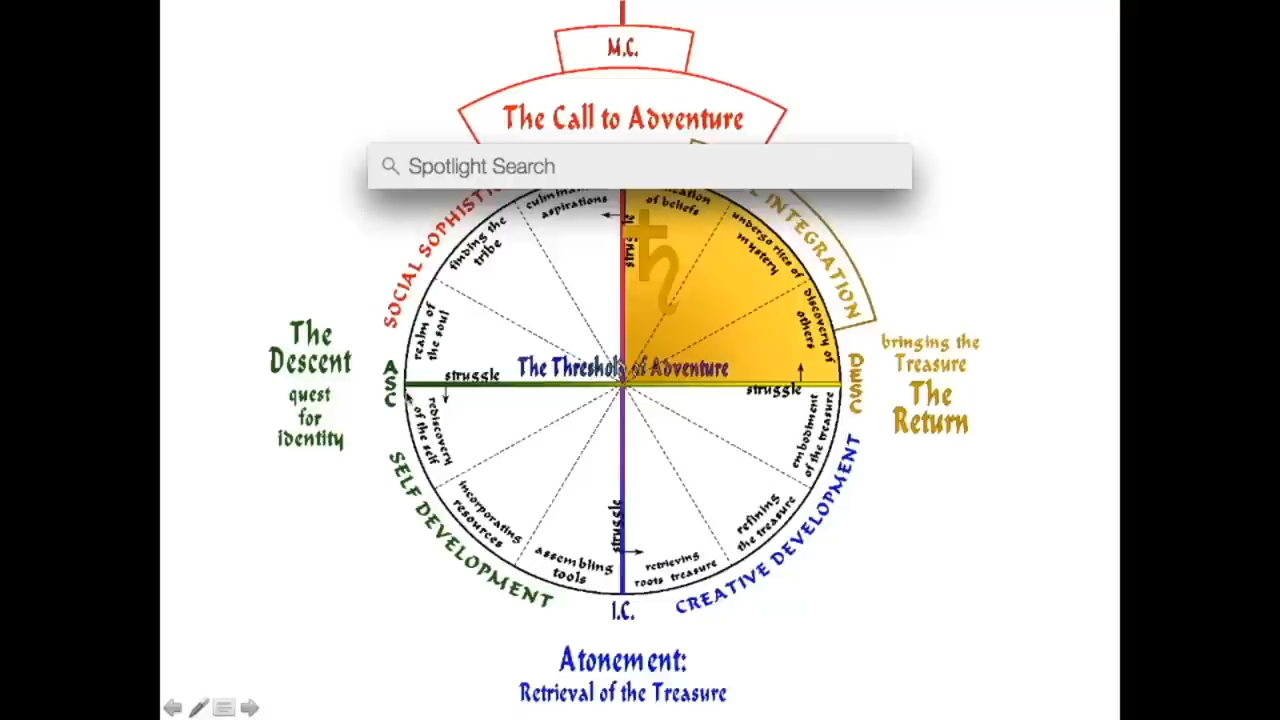 M.C.
The Call to Adventure
Spotlight Search
SOCIAL
aspirations
of beliefs
INTEGRATION
finding the
tribe
undergo rites of
mystery
struggle
realm of
the soul
discovery of
others
The
Descent
quest
for
identity
bringing the
Treasure
The
Return
ASC
struggle
The Threshold of Adventure
struggle
DESC
rediscovery
of the self
embodiment
of the treasure
SELF DEVELOPMENT
incorporating
resources
assembling
tools
struggle
retrieving
roots treasure
refining
the treasure
CREATIVE DEVELOPMENT
I.C.
Atonement:
Retrieval of the Treasure